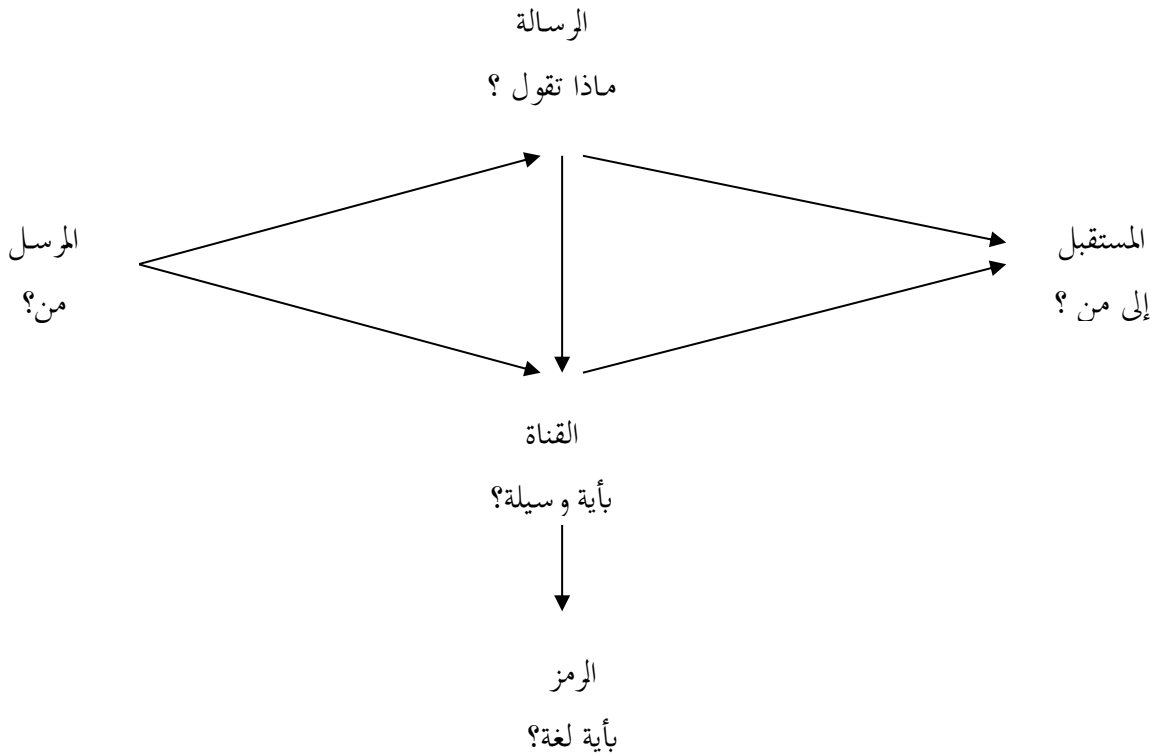 الرسالة
ماذا تقول ؟
المستقبل
المرسل
إلى من ؟
من؟
القناة
بأية وسيلة؟
الرمز
بأية لغة؟